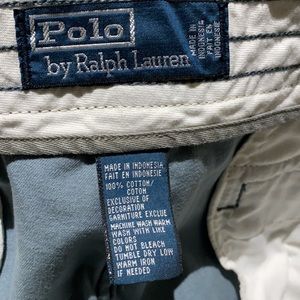 Polo
by Ralph Lauren
MADE IN
INDONESIA
FAIT EN
INDONESIE
MADE IN INDONESIA
FAIT EN INDONESIE
100% COTTON/
COTON
EXCLUSIVE OF
DECORATION
GARNITURE EXCLUE
MACHINE WASH WARM
WASH WITH LIKE
COLORS
DO NOT BLEACH
TUMBLE DRY LOW
WARM IRON
IF NEEDED